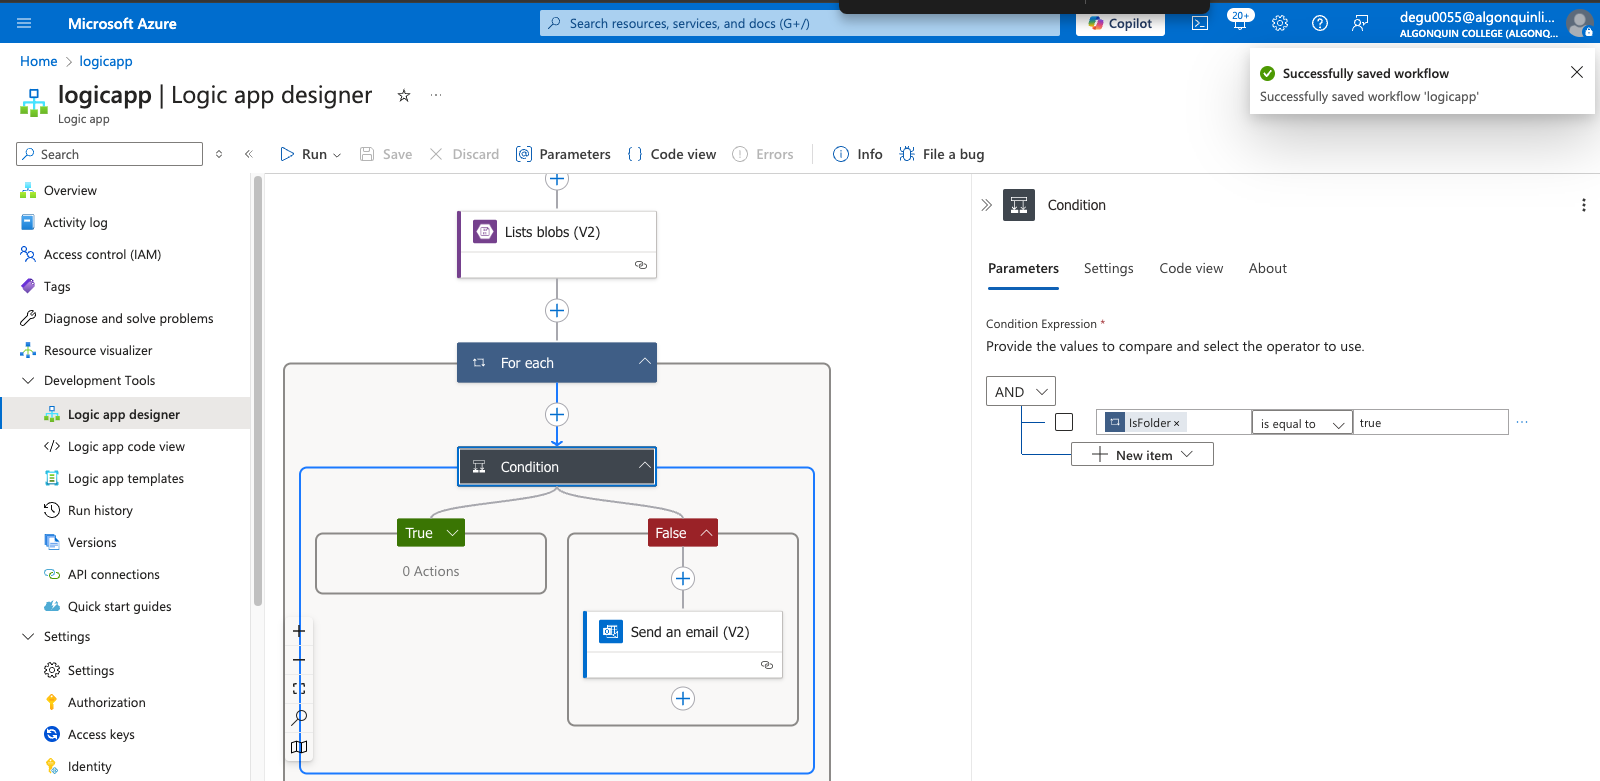 Microsoft Azure
Search resources, services, and docs (G+/)
Copilot
20+
degu0055@algonquinli...
ALGONQUIN COLLEGE (ALGONQ...
Home > logicapp
Successfully saved workflow
Successfully saved workflow 'logicapp'
logicapp | Logic app designer
Logic app
Search
Run
Save
Discard
Parameters
Code view
Errors
Info
File a bug
Overview
Activity log
Access control (IAM)
Tags
Diagnose and solve problems
Resource visualizer
Development Tools
Logic app designer
Logic app code view
Logic app templates
Run history
Versions
API connections
Quick start guides
Settings
Settings
Authorization
Access keys
Identity
Lists blobs (V2)
For each
Condition
True
0 Actions
False
Send an email (V2)
Condition
Parameters
Settings
Code view
About
Condition Expression *
Provide the values to compare and select the operator to use.
AND
IsFolder ×
is equal to
true
New item